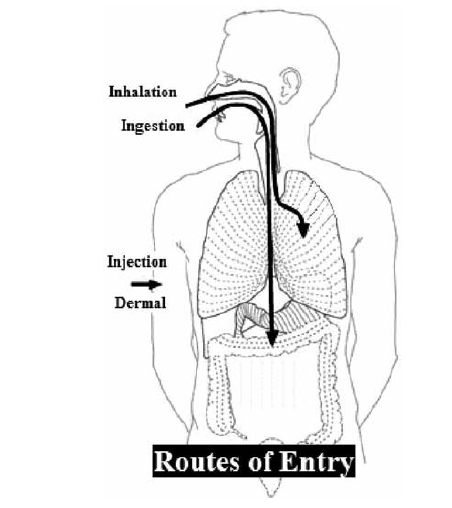 Inhalation
Ingestion
Injection
Dermal
Routes of Entry